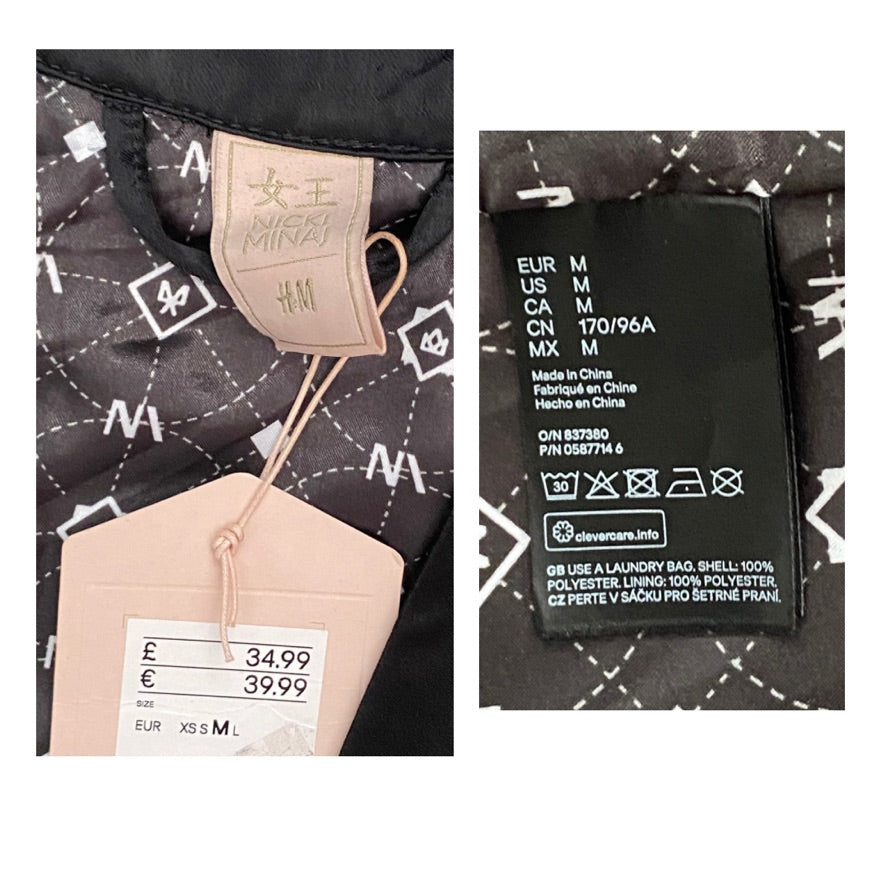 女王
NICKI
MINAJ
H&M
£ 34.99
€ 39.99
SIZE
EUR XS S M L
EUR M
US M
CA M
CN 170/96A
MX M
Made in China
Fabriqué en Chine
Hecho en China
O/N 837380
P/N 0587714 6
30
clevercare.info
GB USE A LAUNDRY BAG. SHELL: 100%
POLYESTER. LINING: 100% POLYESTER.
CZ PERTE V SÁČKU PRO ŠETRNÉ PRANÍ.